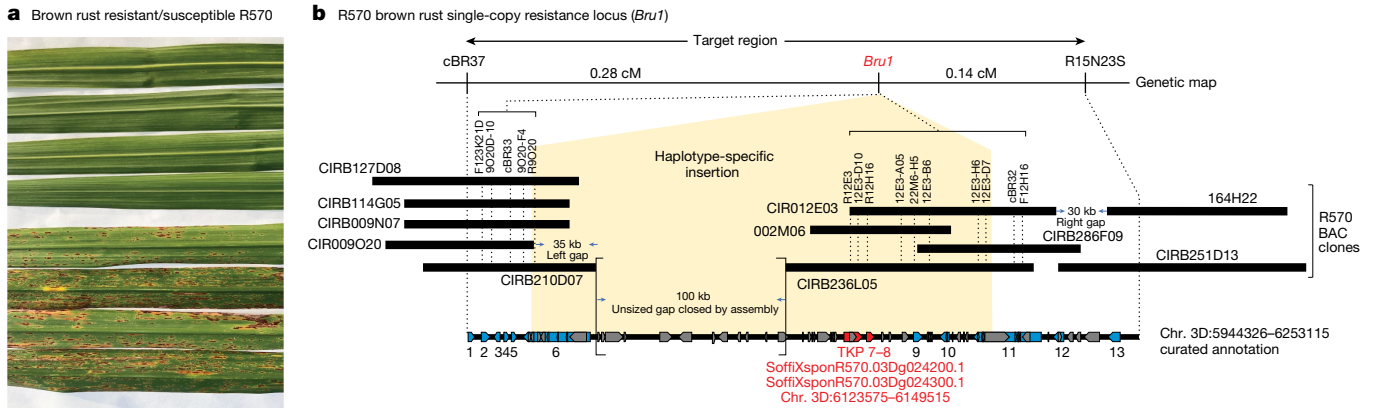 a Brown rust resistant/susceptible R570
b R570 brown rust single-copy resistance locus (Bru1)
Target region
cBR37
Bru1
R15N23S
0.28 cM
0.14 cM
Genetic map
F123K21D
9O20D-10
cBR33
9O20-F4
R9O20
Haplotype-specific
insertion
R12E3
12E3-D10
R12H16
12E3-A05
22M6-H5
12E3-B6
12E3-H6
12E3-D7
cBR32
F12H16
CIRB127D08
CIRB114G05
CIRB009N07
CIR009O20
35 kb
Left gap
CIRB210D07
CIR012E03
002M06
30 kb
Right gap
164H22
CIRB286F09
CIRB251D13
CIRB236L05
R570
BAC
clones
100 kb
Unsized gap closed by assembly
Chr. 3D:5944326–6253115
curated annotation
1 2 345 6 TKP 7–8 9 10 11 12 13
SoffiXsponR570.03Dg024200.1
SoffiXsponR570.03Dg024300.1
Chr. 3D:6123575–6149515